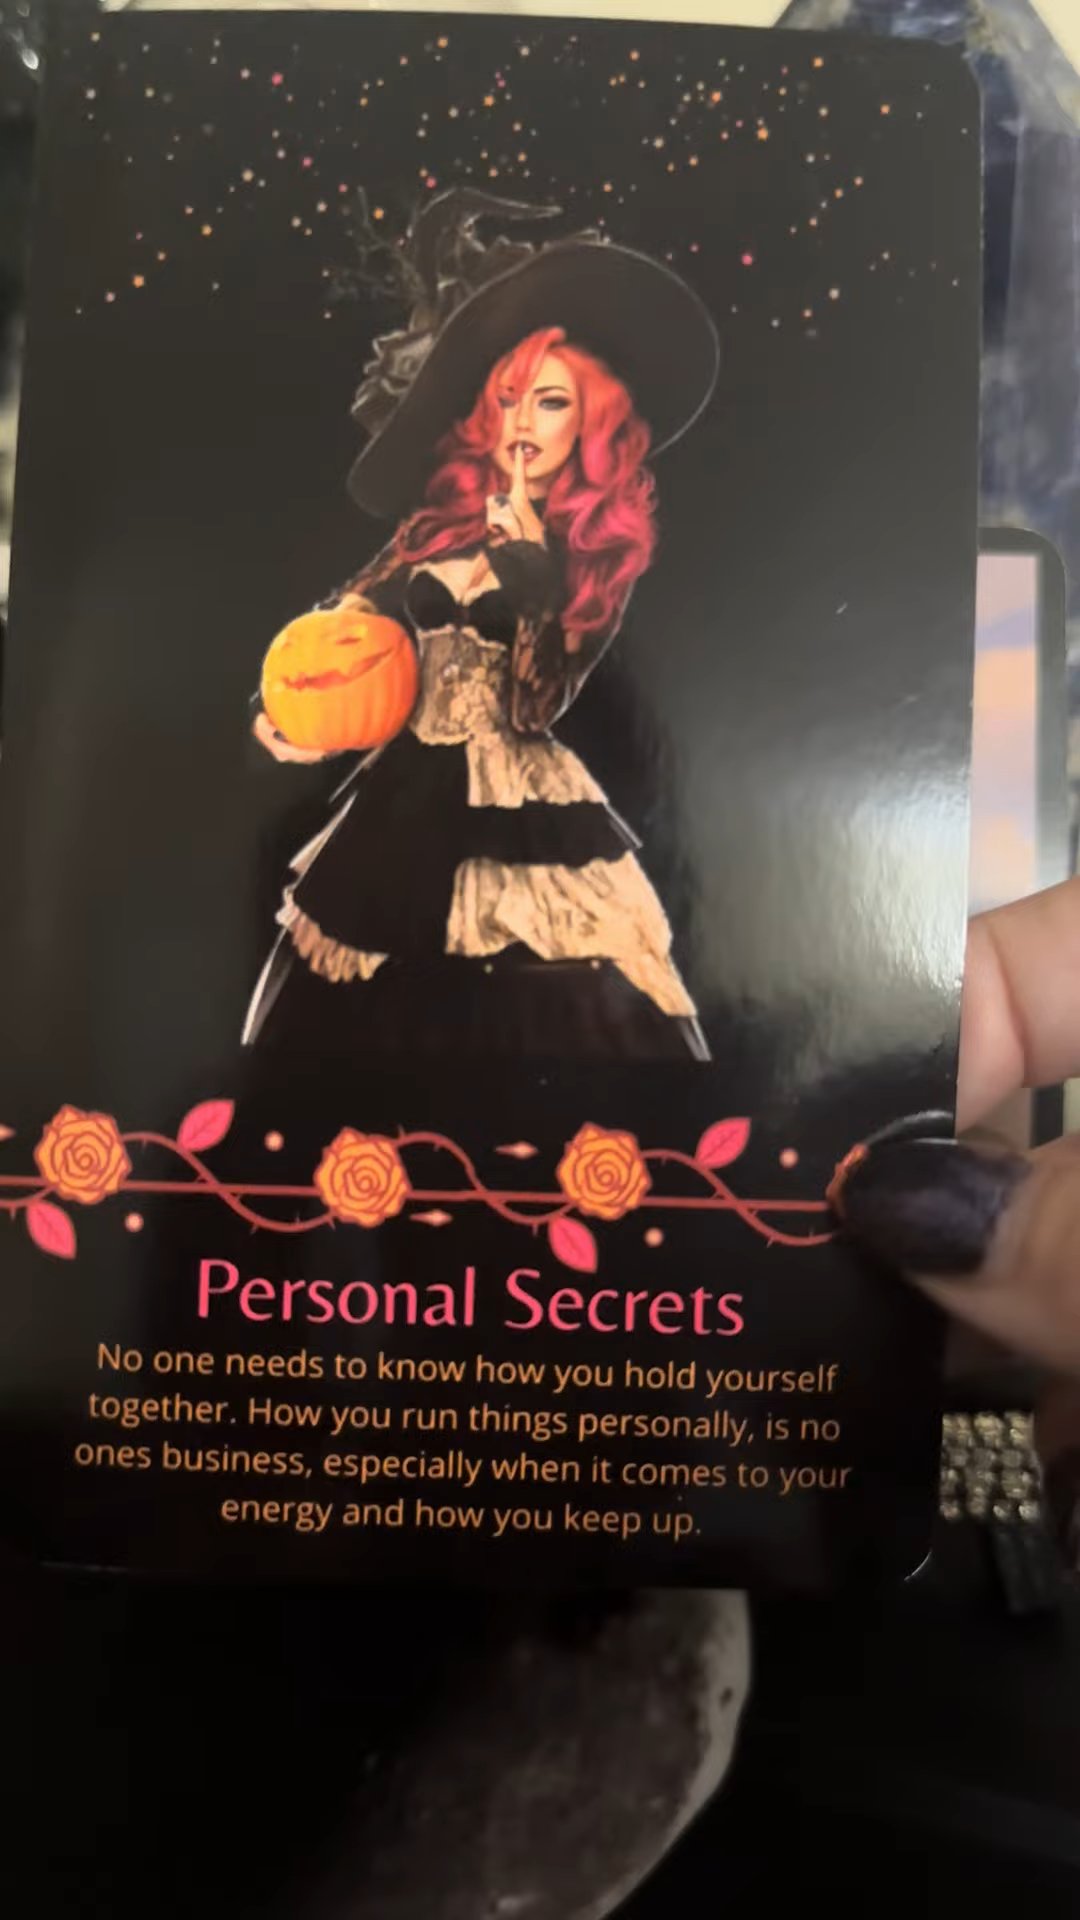 Personal Secrets
No one needs to know how you hold yourself
together. How you run things personally, is no
ones business, especially when it comes to your
energy and how you keep up.